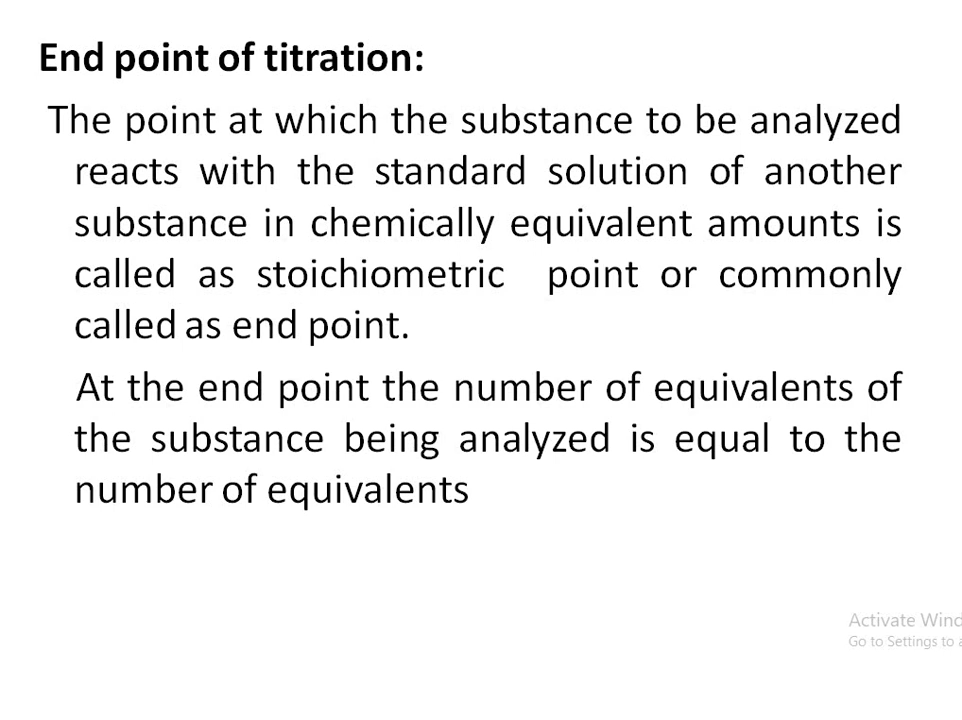 End point of titration:
The point at which the substance to be analyzed
reacts with the standard solution of another
substance in chemically equivalent amounts is
called as stoichiometric point or commonly
called as end point.
At the end point the number of equivalents of
the substance being analyzed is equal to the
number of equivalents
Activate Wind
Go to Settings to a